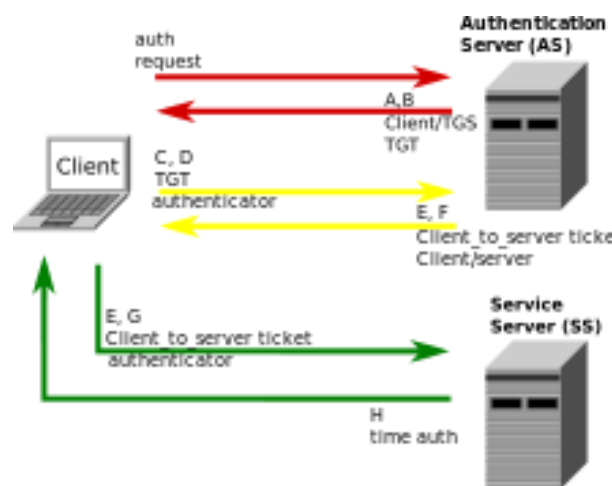 Authentication
Server (AS)
auth
request
A,B
Client/TGS
TGT
Client
C, D
TGT
authenticator
E, F
Client_to_server ticke
Client/server
E, G
Client_to_server ticket
authenticator
Service
Server (SS)
H
time auth